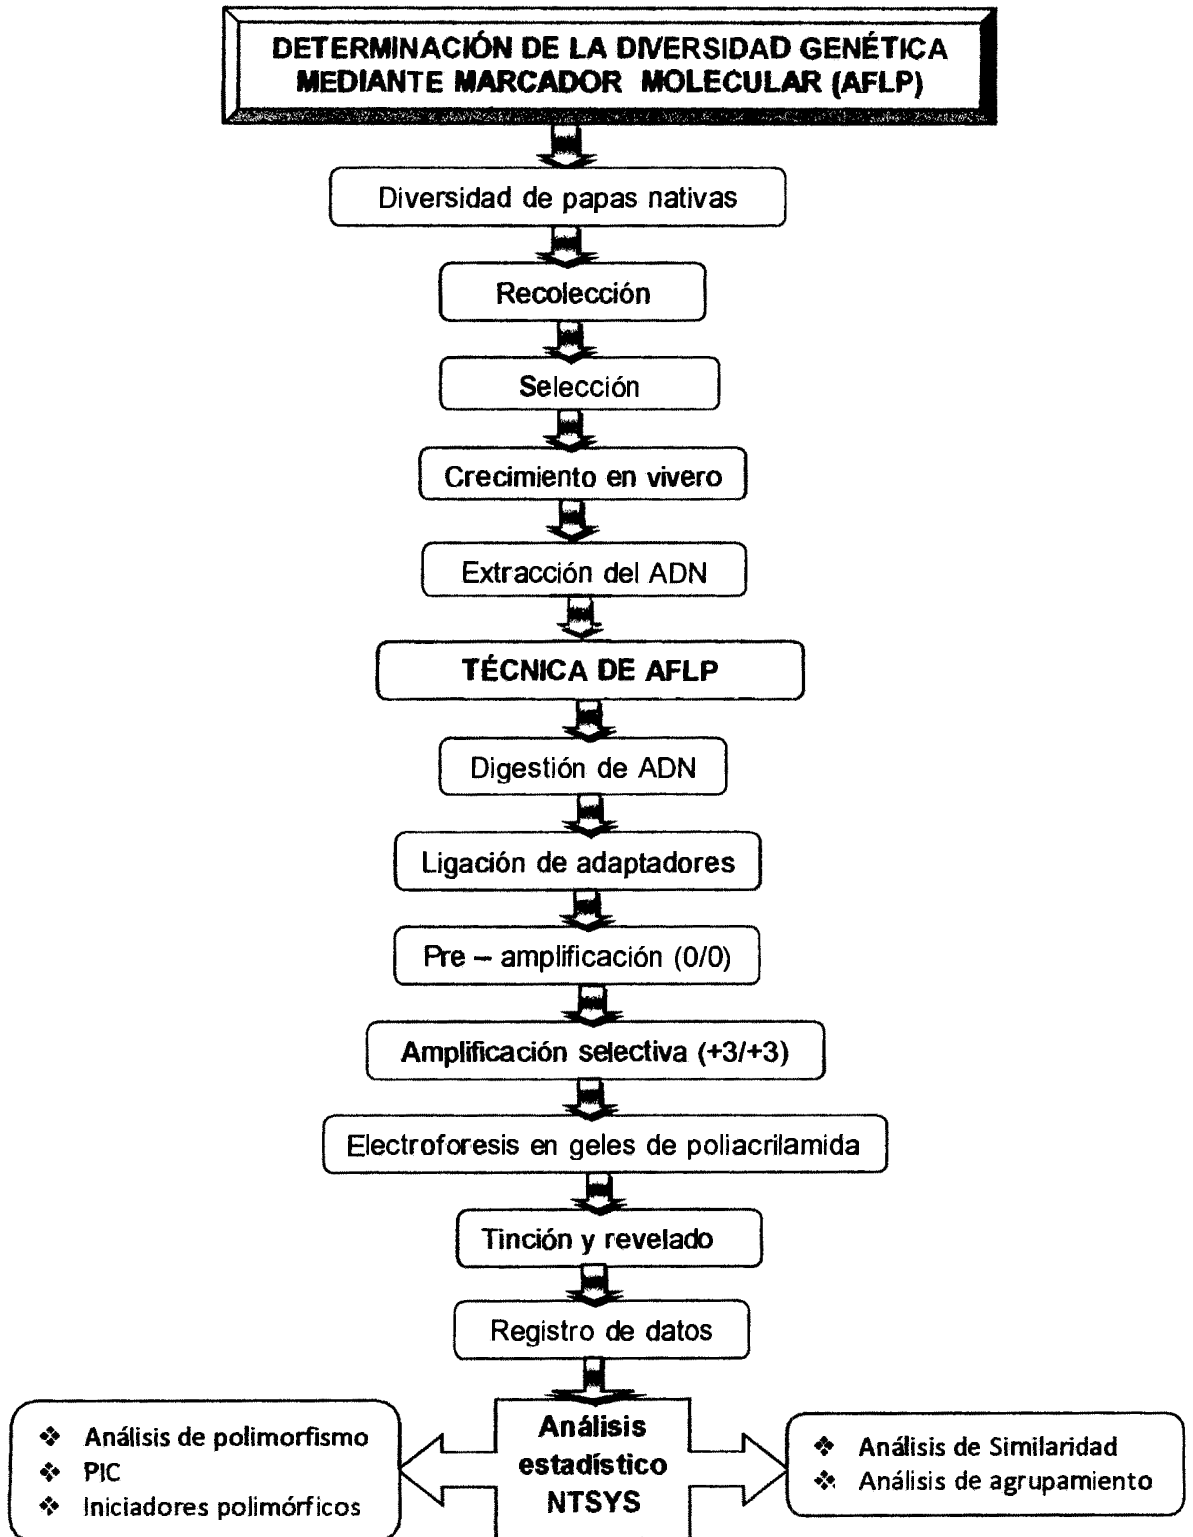 DETERMINACIÓN DE LA DIVERSIDAD GENÉTICA
MEDIANTE MARCADOR MOLECULAR (AFLP)
Diversidad de papas nativas
Recolección
Selección
Crecimiento en vivero
Extracción del ADN
TÉCNICA DE AFLP
Digestión de ADN
Ligación de adaptadores
Pre – amplificación (0/0)
Amplificación selectiva (+3/+3)
Electroforesis en geles de poliacrilamida
Tinción y revelado
Registro de datos
Análisis
estadístico
NTSYS
❖ Análisis de polimorfismo
❖ PIC
❖ Iniciadores polimórficos
❖ Análisis de Similaridad
❖ Análisis de agrupamiento